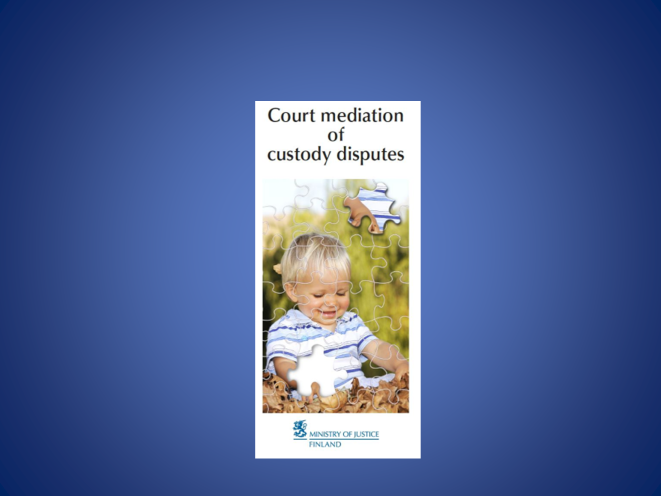 Court mediation
of
custody disputes
MINISTRY OF JUSTICE
FINLAND